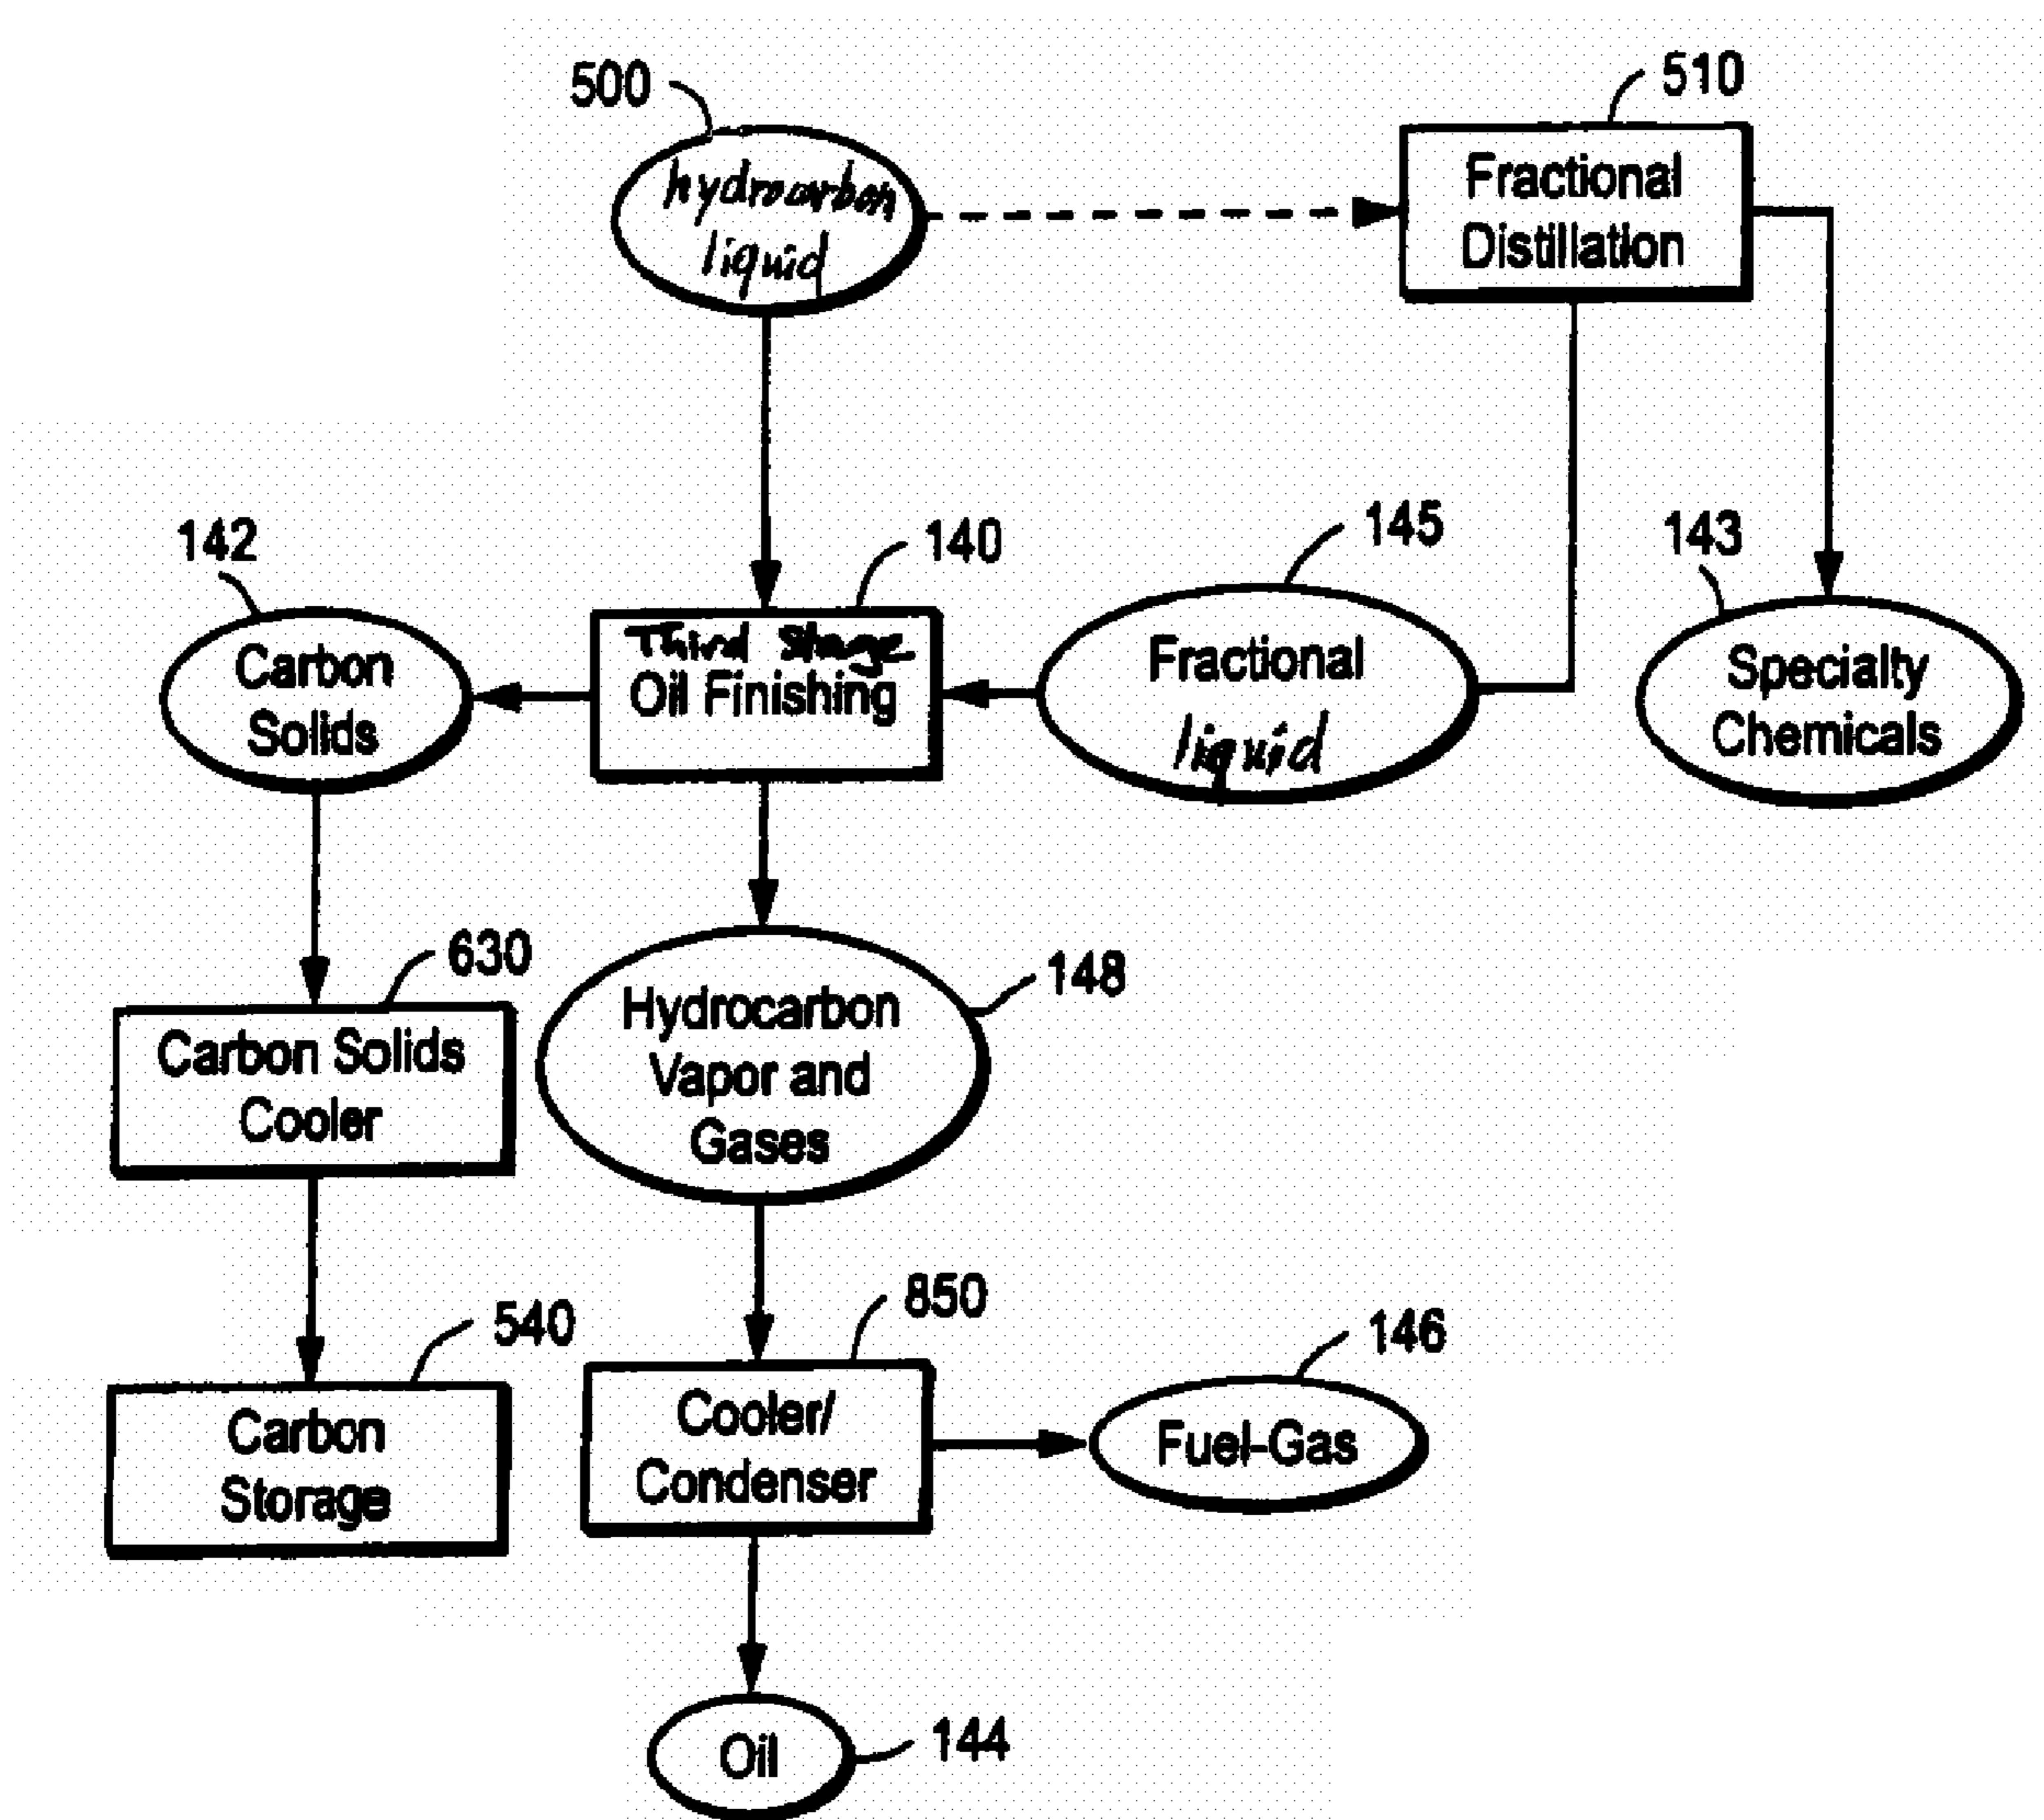 500
510
hydrocarbon
liquid
Fractional
Distillation
142
140
145
143
Carbon
Solids
Third Stage
Oil Finishing
Fractional
liquid
Specialty
Chemicals
630
148
Carbon Solids
Cooler
Hydrocarbon
Vapor and
Gases
540
850
146
Carbon
Storage
Cooler/
Condenser
Fuel-Gas
Oil
144